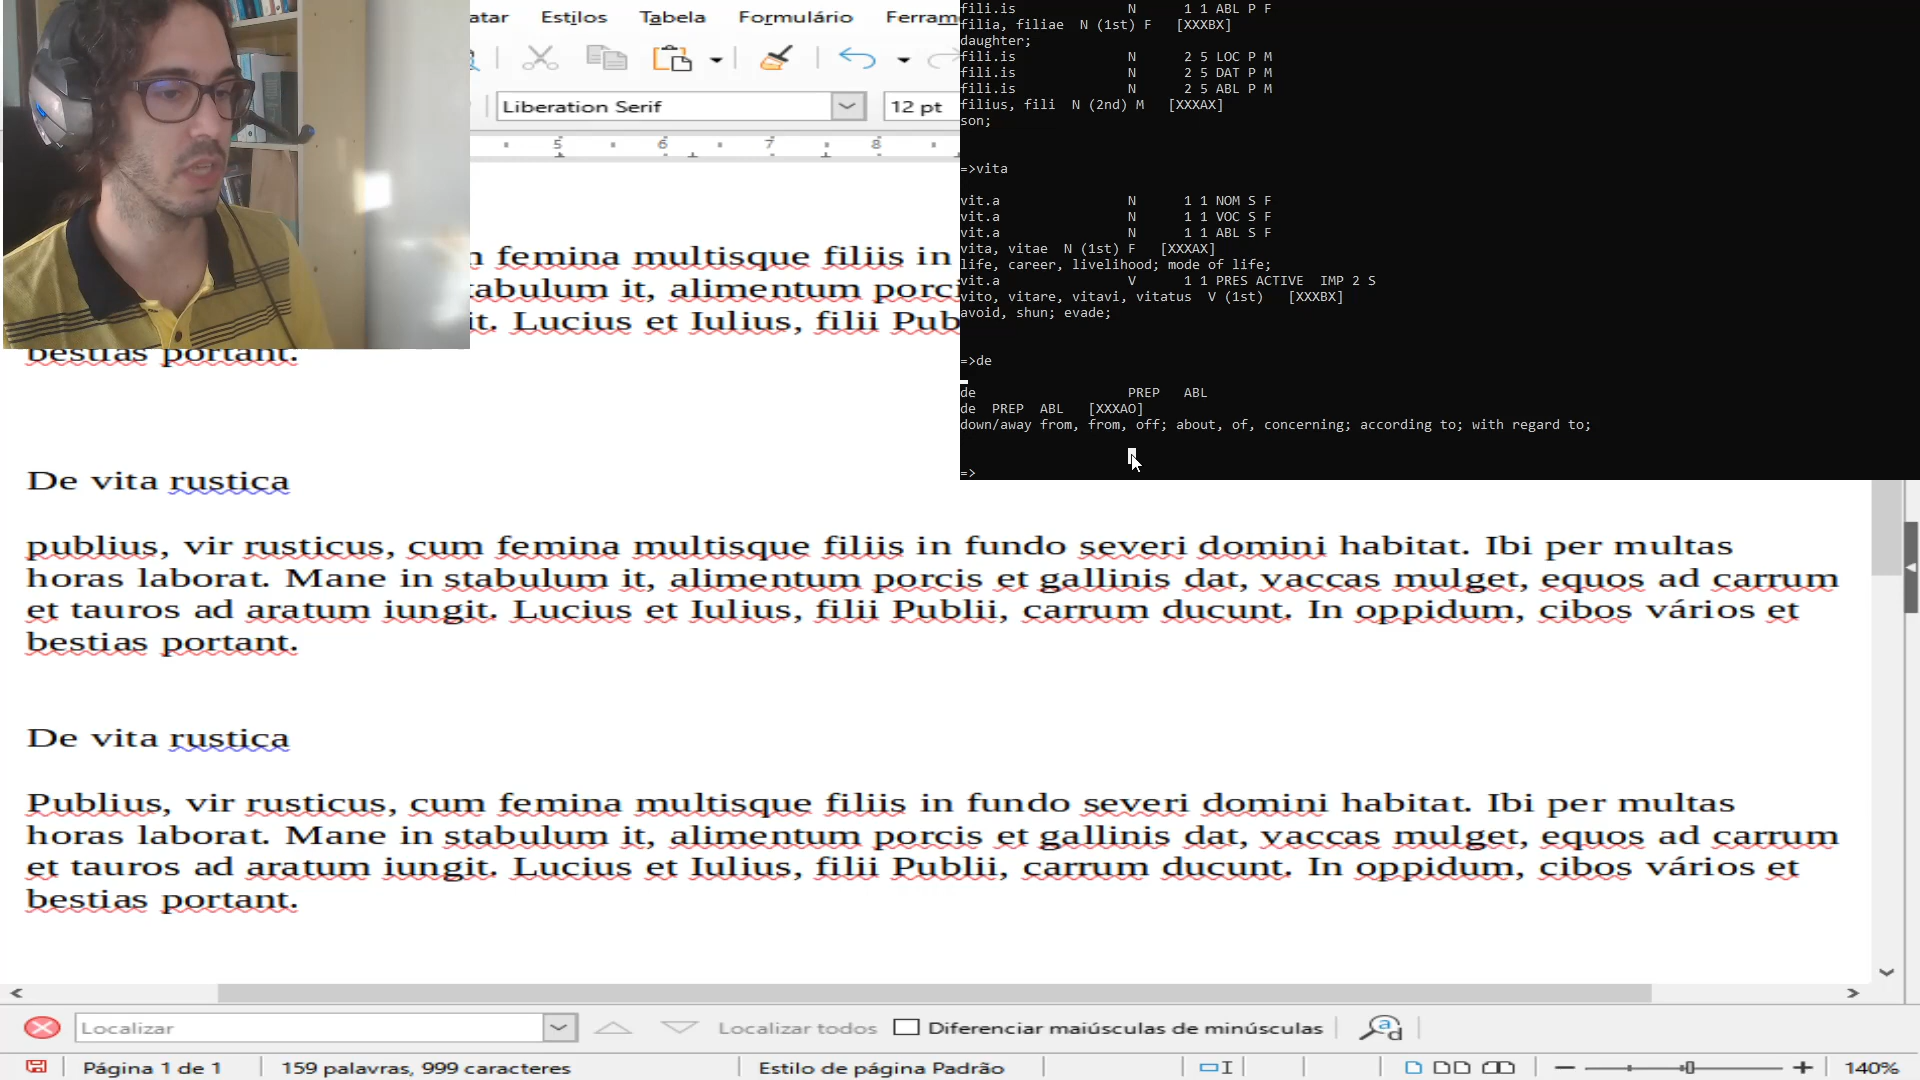 atar Estilos Tabela Formulário Ferram
Liberation Serif 12 pt
5 6 7 8
femina multisque filiis in
tabulum it, alimentum porc
it. Lucius et Iulius, filii Pub
bestias portant.
De vita rustica
publius, vir rusticus, cum femina multisque filiis in fundo severi domini habitat. Ibi per multas
horas laborat. Mane in stabulum it, alimentum porcis et gallinis dat, vaccas mulget, equos ad carrum
et tauros ad aratum iungit. Lucius et Iulius, filii Publii, carrum ducunt. In oppidum, cibos vários et
bestias portant.
De vita rustica
Publius, vir rusticus, cum femina multisque filiis in fundo severi domini habitat. Ibi per multas
horas laborat. Mane in stabulum it, alimentum porcis et gallinis dat, vaccas mulget, equos ad carrum
et tauros ad aratum iungit. Lucius et Iulius, filii Publii, carrum ducunt. In oppidum, cibos vários et
bestias portant.
fili.is N 1 1 ABL P F
filia, filiae N (1st) F [XXXBX]
daughter;
fili.is N 2 5 LOC P M
fili.is N 2 5 DAT P M
fili.is N 2 5 ABL P M
filius, fili N (2nd) M [XXXAX]
son;
=>vita
vit.a N 1 1 NOM S F
vit.a N 1 1 VOC S F
vit.a N 1 1 ABL S F
vita, vitae N (1st) F [XXXAX]
life, career, livelihood; mode of life;
vit.a V 1 1 PRES ACTIVE IMP 2 S
vito, vitare, vitavi, vitatus V (1st) [XXXBX]
avoid, shun; evade;
=>de
de PREP ABL
de PREP ABL [XXXAO]
down/away from, from, off; about, of, concerning; according to; with regard to;
=>
Localizar Localizar todos Diferenciar maiúsculas de minúsculas
Página 1 de 1 159 palavras, 999 caracteres Estilo de página Padrão 140%